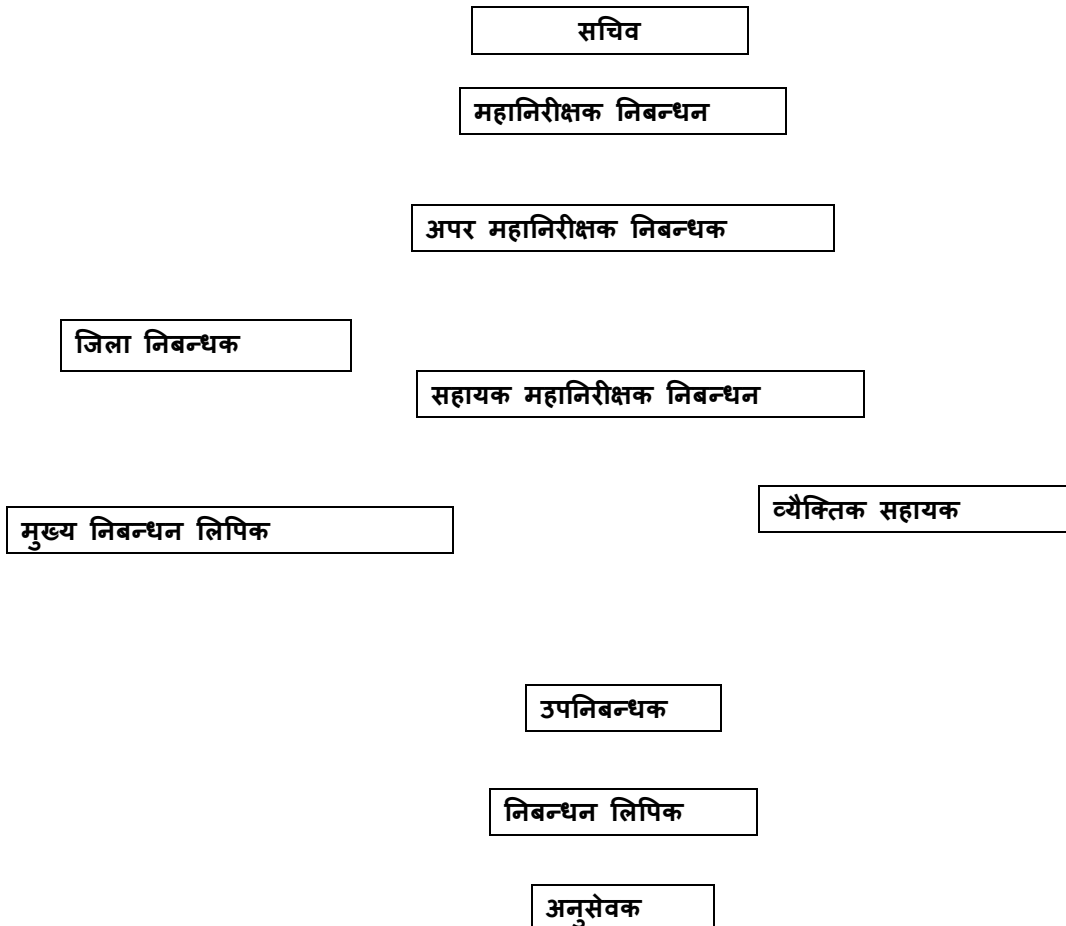 सचिव
महानिरीक्षक निबन्धन
अपर महानिरीक्षक निबन्धक
जिला निबन्धक
सहायक महानिरीक्षक निबन्धन
व्यैक्तिक सहायक
मुख्य निबन्धन लिपिक
उपनिबन्धक
निबन्धन लिपिक
अनुसेवक